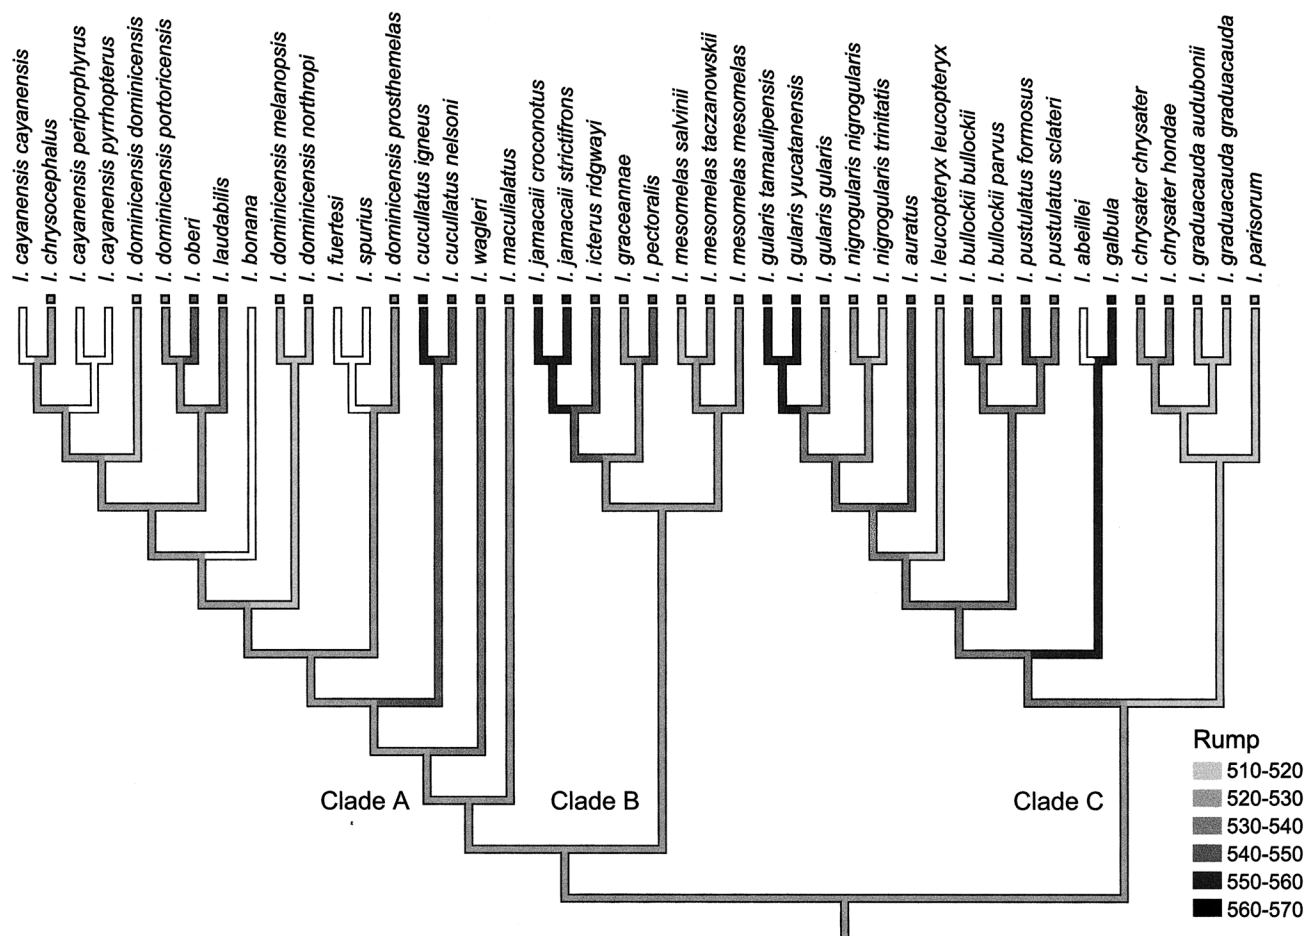 I. cayanensis cayanensis
I. chrysocephalus
I. cayanensis periporphyrus
I. cayanensis pyrrhopterus
I. dominicensis dominicensis
I. dominicensis portoricensis
I. oberi
I. laudabilis
I. bonana
I. dominicensis melanopsis
I. dominicensis northropi
I. fuertesi
I. spurius
I. dominicensis prosthemelas
I. cucullatus igneus
I. cucullatus nelsoni
I. wagleri
I. maculialatus
I. jamacaii croconotus
I. jamacaii strictifrons
I. icterus ridgwayi
I. graceannae
I. pectoralis
I. mesomelas salvinii
I. mesomelas taczanowskii
I. mesomelas mesomelas
I. gularis tamaulipensis
I. gularis yucatanensis
I. gularis gularis
I. nigrogularis nigrogularis
I. nigrogularis trinitatis
I. auratus
I. leucopteryx leucopteryx
I. bullockii bullockii
I. bullockii parvus
I. pustulatus formosus
I. pustulatus sclateri
I. abeillei
I. galbula
I. chrysater chrysater
I. chrysater hondae
I. graduacauda audubonii
I. graduacauda graduacauda
I. parisorum
Clade A
Clade B
Clade C
Rump
510-520
520-530
530-540
540-550
550-560
560-570